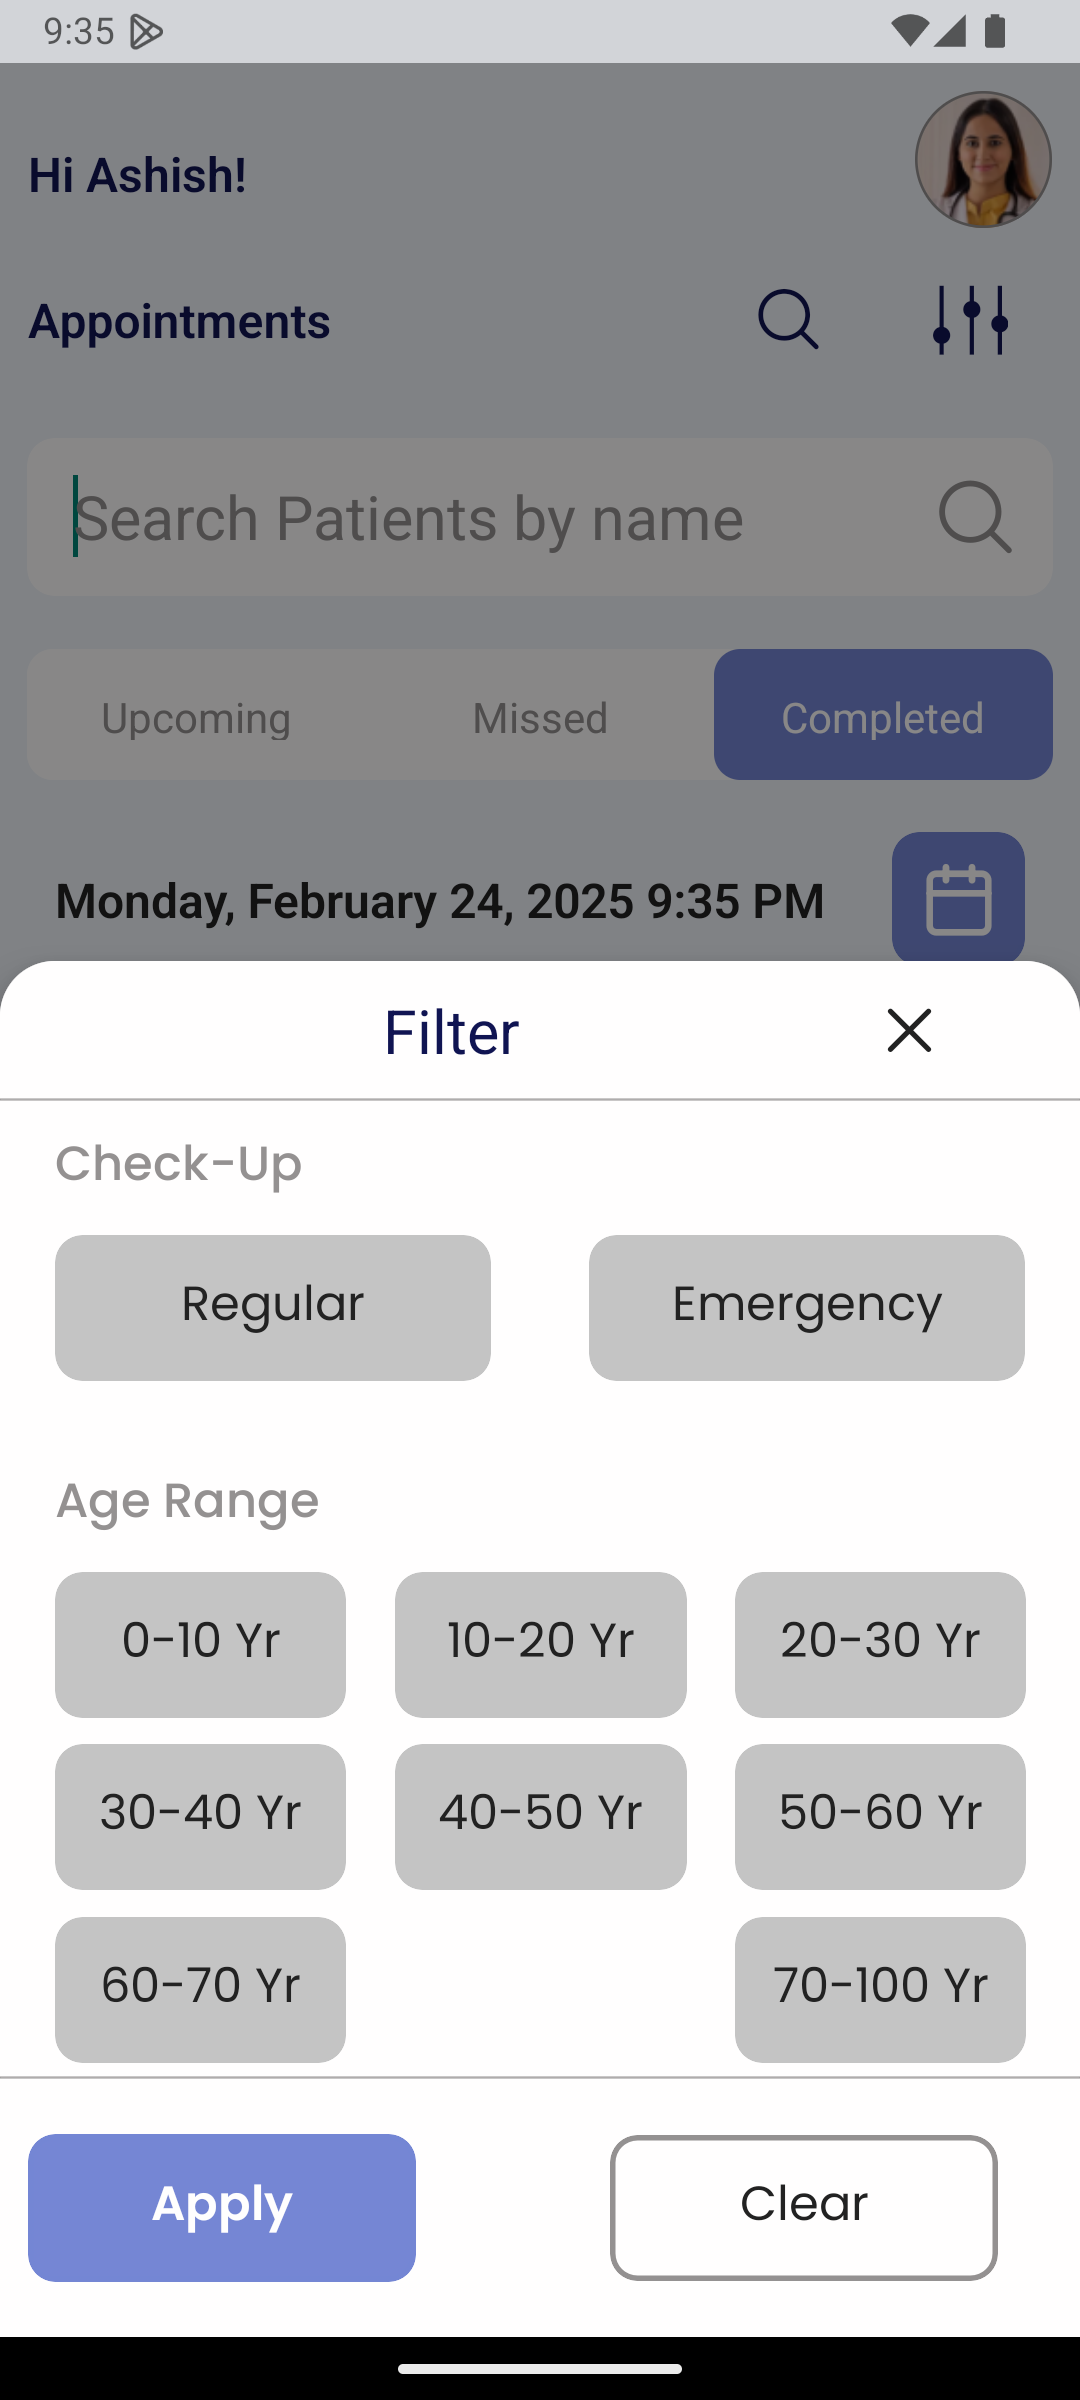 9:35
Hi Ashish!
Appointments
Search Patients by name
Upcoming Missed Completed
Monday, February 24, 2025 9:35 PM
Filter
Check-Up
Regular Emergency
Age Range
0-10 Yr 10-20 Yr 20-30 Yr
30-40 Yr 40-50 Yr 50-60 Yr
60-70 Yr 70-100 Yr
Apply Clear